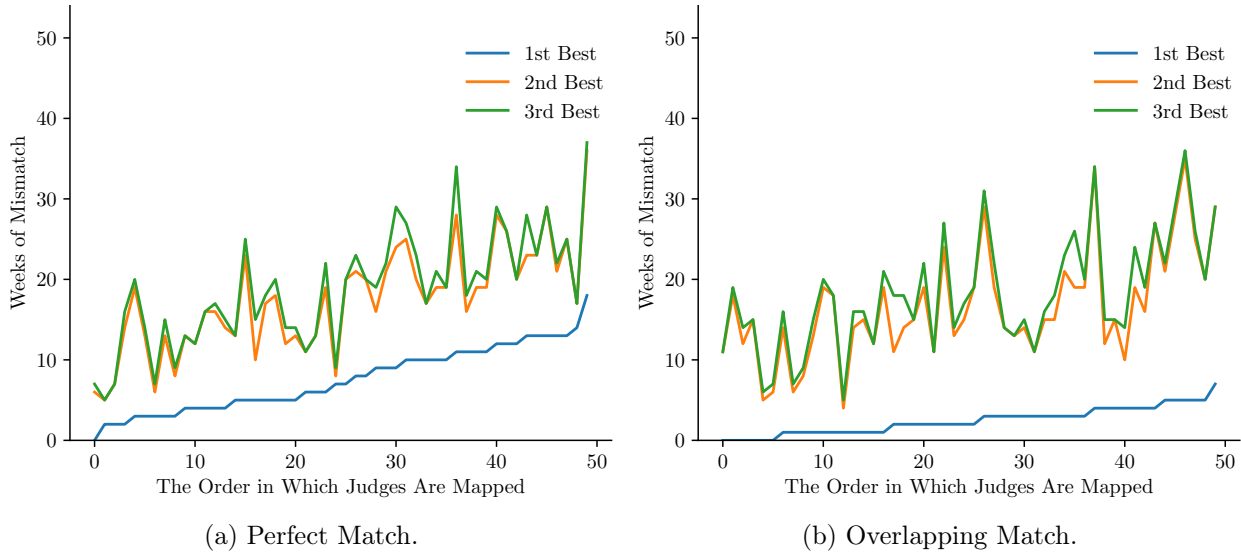 50
40
30
20
10
0
Weeks of Mismatch
1st Best
2nd Best
3rd Best
0
10
20
30
40
50
The Order in Which Judges Are Mapped
(a) Perfect Match.
50
40
30
20
10
0
Weeks of Mismatch
1st Best
2nd Best
3rd Best
0
10
20
30
40
50
The Order in Which Judges Are Mapped
(b) Overlapping Match.